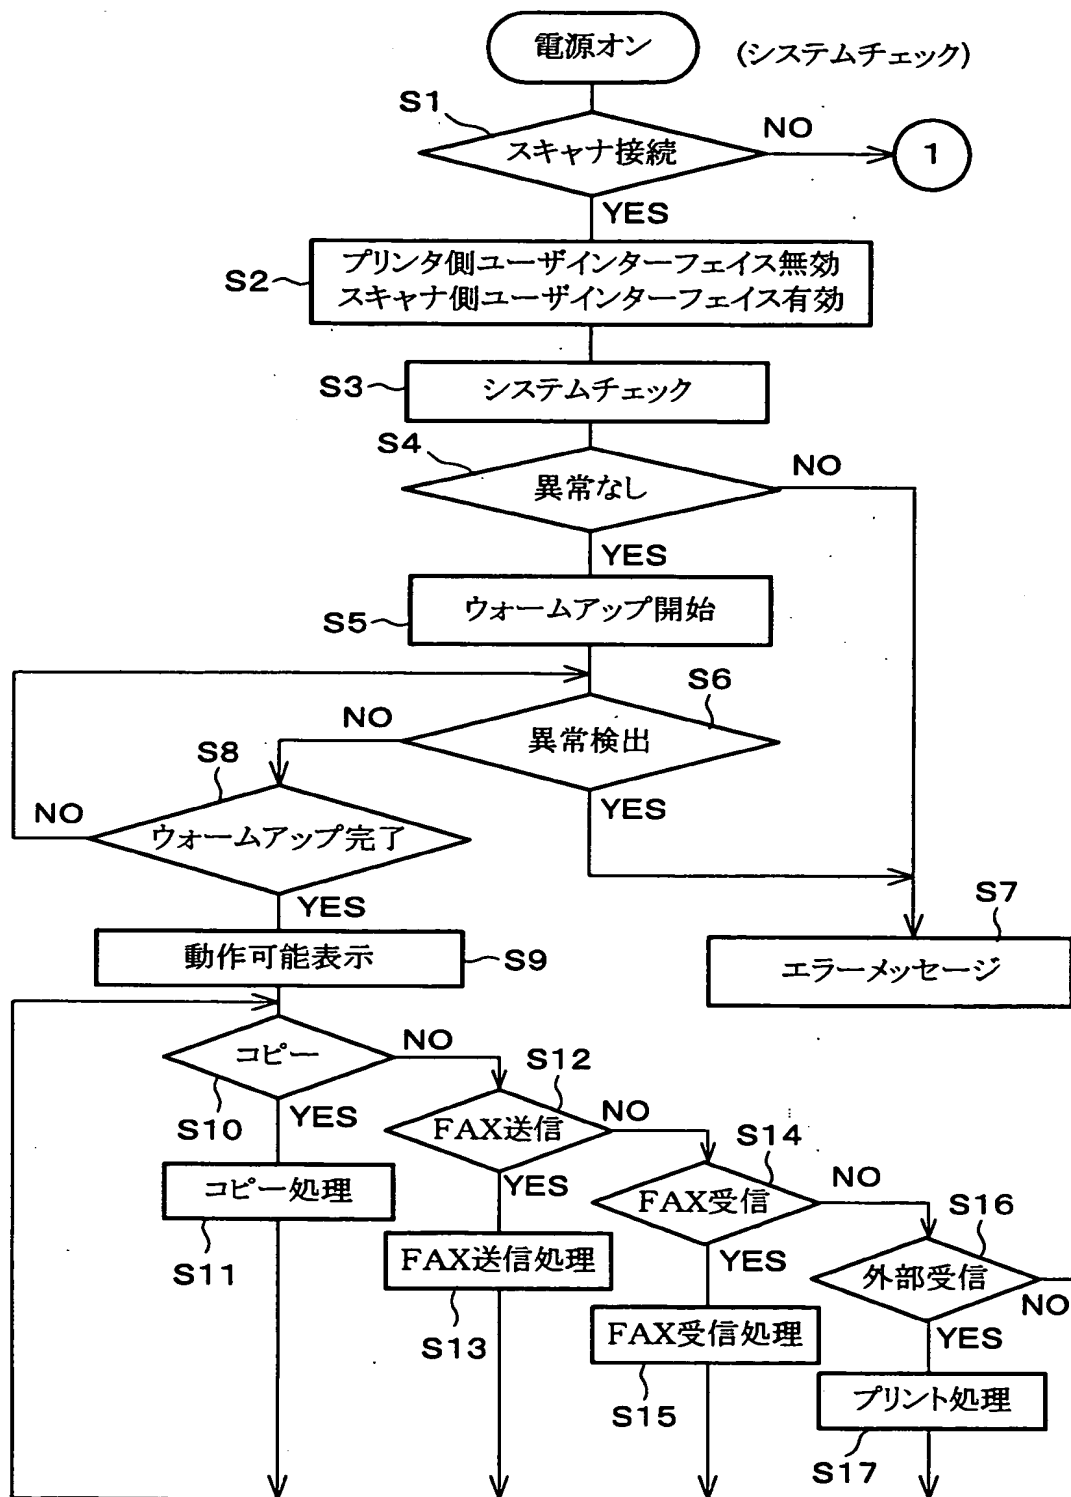 電源オン
(システムチェック)
S1
スキャナ接続
NO
1
YES
S2
プリンタ側ユーザインターフェイス無効
スキャナ側ユーザインターフェイス有効
S3
システムチェック
S4
異常なし
NO
YES
S5
ウォームアップ開始
S6
異常検出
NO
YES
S8
ウォームアップ完了
NO
YES
S7
エラーメッセージ
動作可能表示
S9
コピー
NO
S10
YES
S12
FAX送信
NO
YES
S14
FAX受信
NO
YES
S16
外部受信
NO
YES
コピー処理
S11
FAX送信処理
S13
FAX受信処理
S15
プリント処理
S17